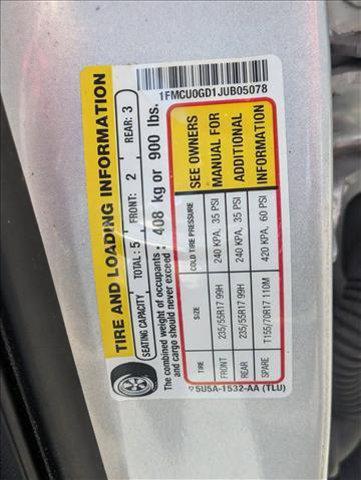 TIRE AND LOADING INFORMATION
SEATING CAPACITY TOTAL: 5 FRONT: 2 REAR: 3
The combined weight of occupants and cargo should never exceed : 408 kg or 900 lbs.
TIRE SIZE COLD TIRE PRESSURE
FRONT 235/55R17 99H 240 KPA, 35 PSI
REAR 235/55R17 99H 240 KPA, 35 PSI
SPARE T155/70R17 110M 420 KPA, 60 PSI
SEE OWNERS
MANUAL FOR
ADDITIONAL
INFORMATION
5U5A-1532-AA (TLU)
1FMCU0GD1JUB05078